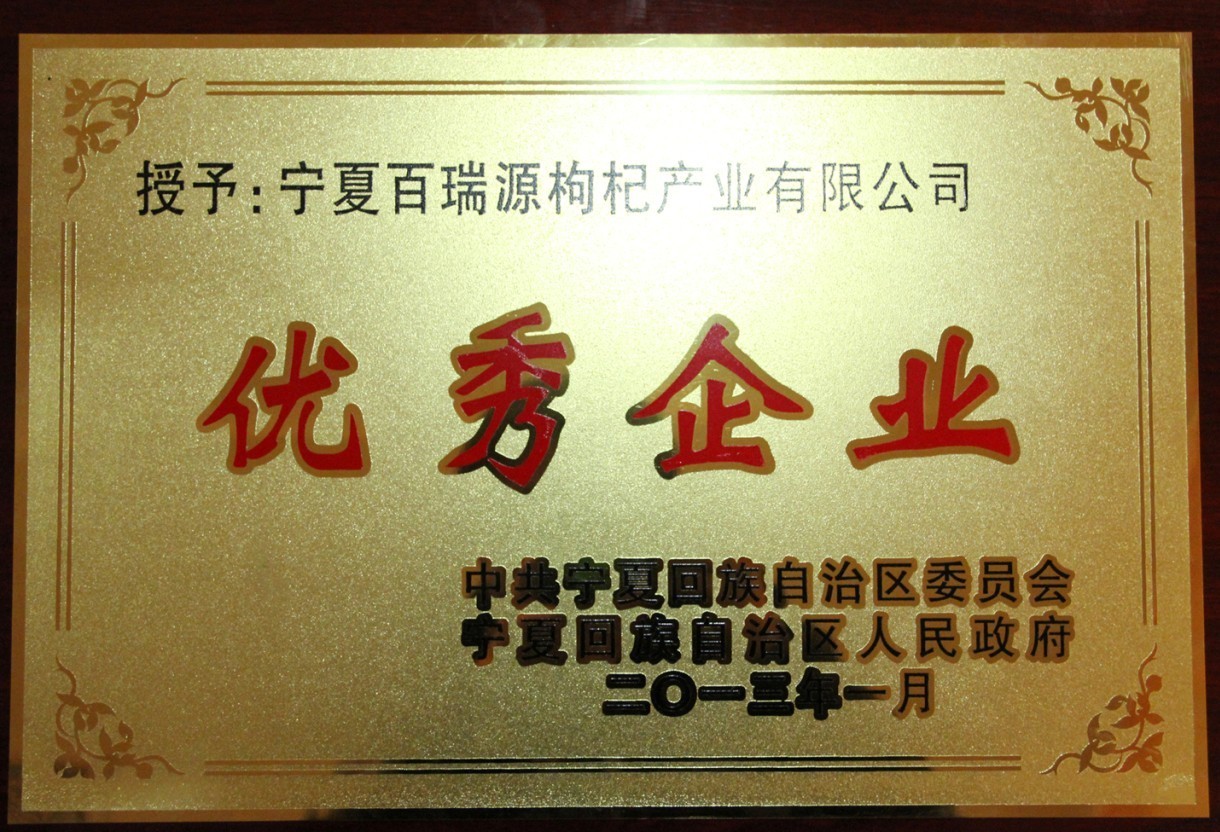 授予:宁夏百瑞源枸杞产业有限公司
优秀企业
中共宁夏回族自治区委员会
宁夏回族自治区人民政府
二〇一三年一月